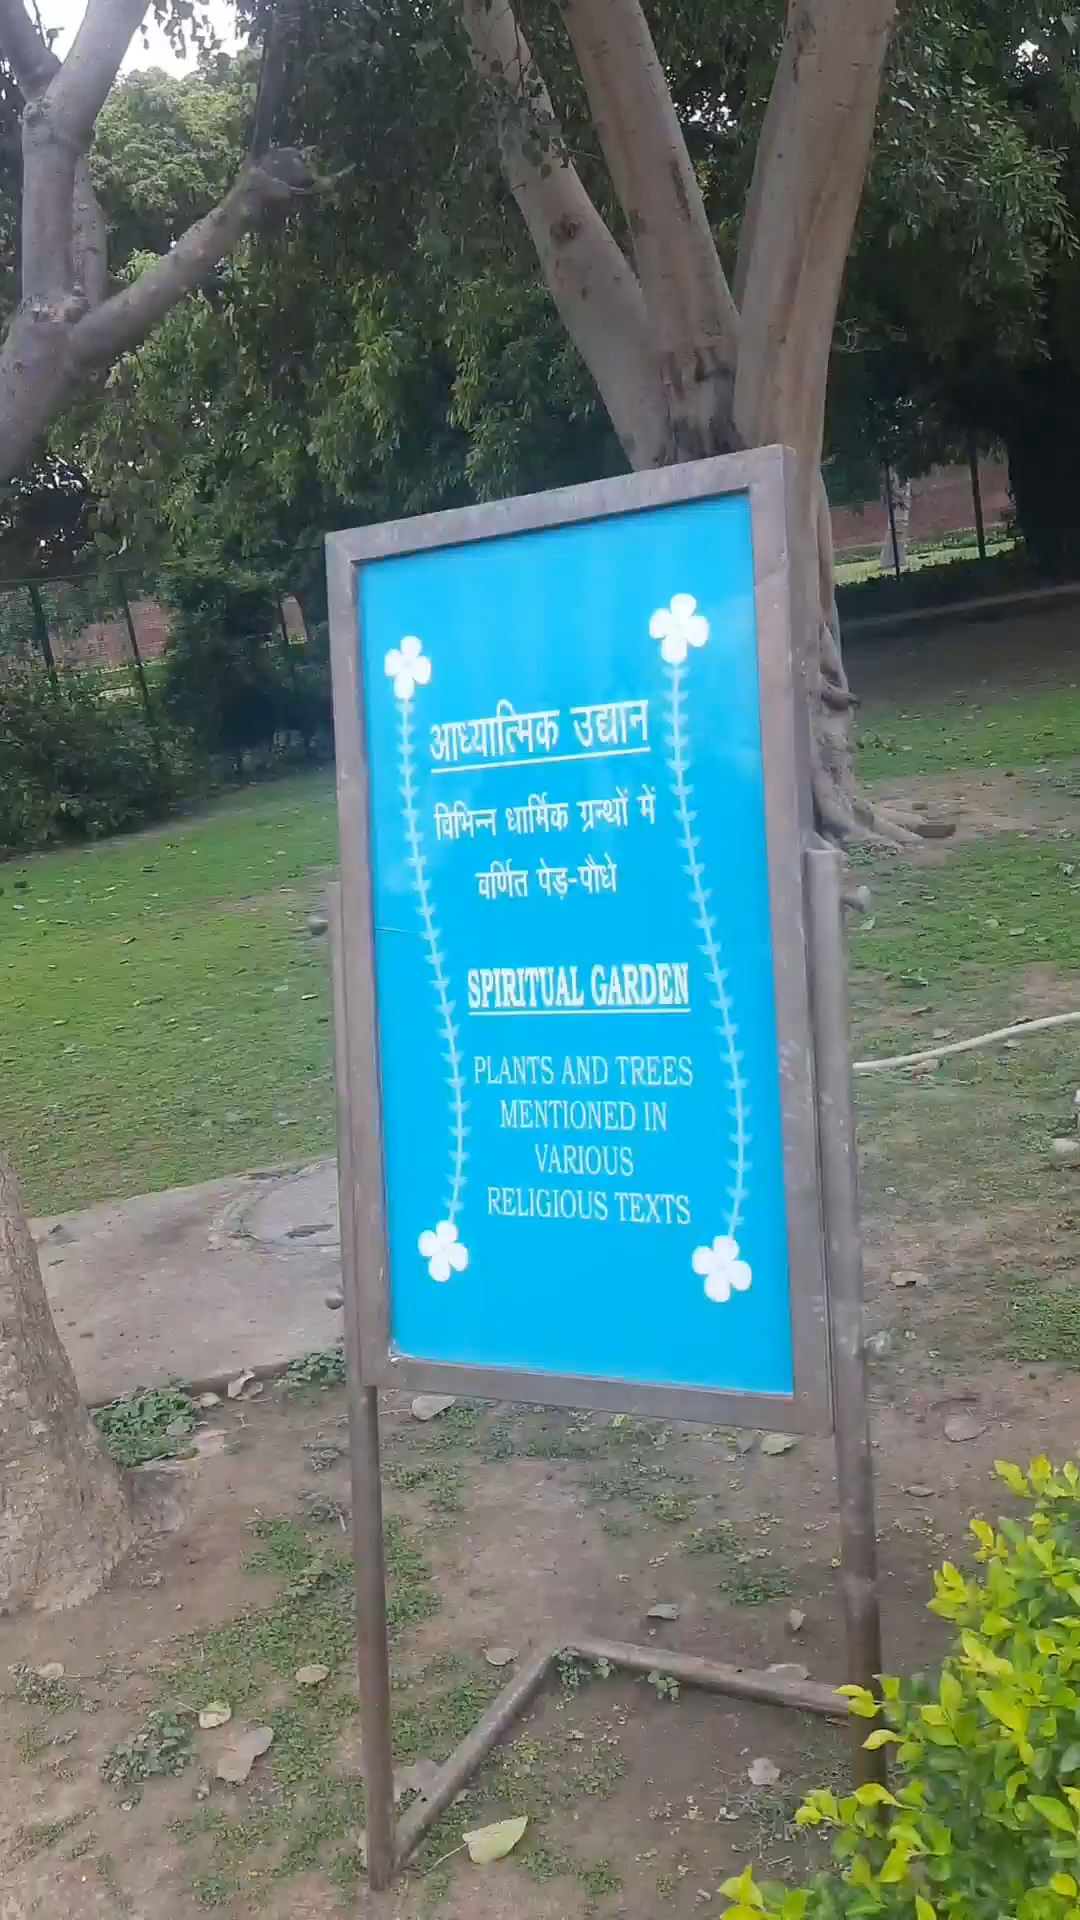 आध्यात्मिक उद्यान
विभिन्न धार्मिक ग्रन्थों में
वर्णित पेड़-पौधे
SPIRITUAL GARDEN
PLANTS AND TREES
MENTIONED IN
VARIOUS
RELIGIOUS TEXTS